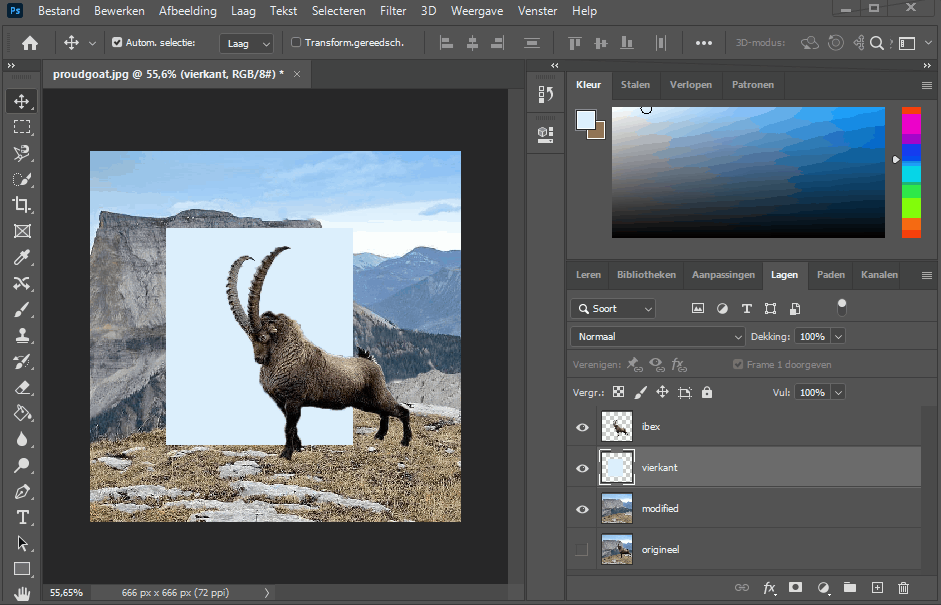 Ps Bestand Bewerken Afbeelding Laag Tekst Selecteren Filter 3D Weergave Venster Help
Autom. selectie: Laag Transform.gereedsch. 3D-modus:
proudgoat.jpg @ 55,6% (vierkant, RGB/8#) *
Kleur Stalen Verlopen Patronen
Leren Bibliotheken Aanpassingen Lagen Paden Kanalen
Soort
Normaal Dekking: 100%
Verenigen: Frame 1 doorgeven
Vergr.: Vul: 100%
ibex
vierkant
modified
origineel
55,65% 666 px x 666 px (72 ppi)